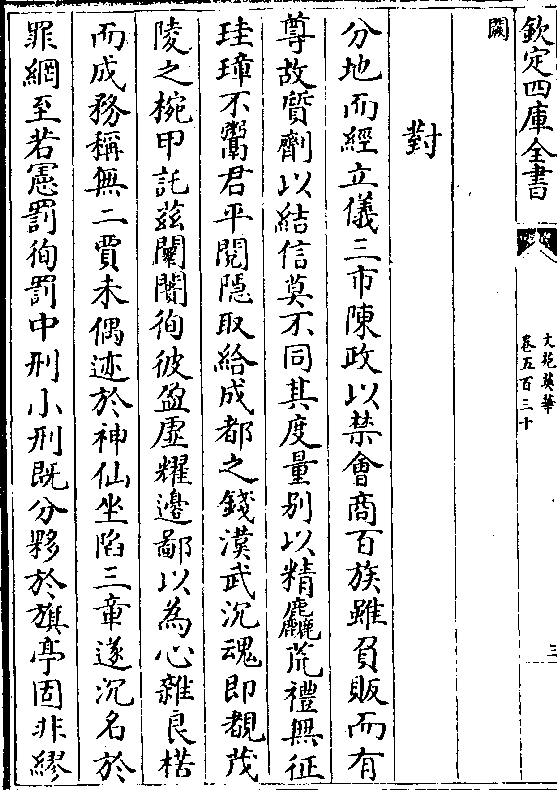 欽定四庫全書
文苑英華
卷五百三十
三
闕
對
分地而經立儀三市陳政以禁會商百族雖負販而有
尊故質劑以結信莫不同其度量别以精麤荒禮無征
珪璋不鬻君平閱隱取給成都之錢漢武沉魂即覩茂
陵之椀甲託兹闤闠徇彼盈虚耀邊鄙以為心雜良楛
而成務稱無二賈未偶迹於神仙坐陷三章遂沉名於
罪網至若憲罰徇罰中刑小刑既分夥於旗亭固非繆